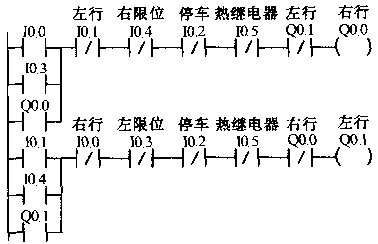 左行 右限位 停车 热继电器 左行 右行
I0.0 I0.1 I0.4 I0.2 I0.5 Q0.1 Q0.0
I0.3
Q0.0
右行 左限位 停车 热继电器 右行 左行
I0.1 I0.0 I0.3 I0.2 I0.5 Q0.0 Q0.1
I0.4
Q0.1